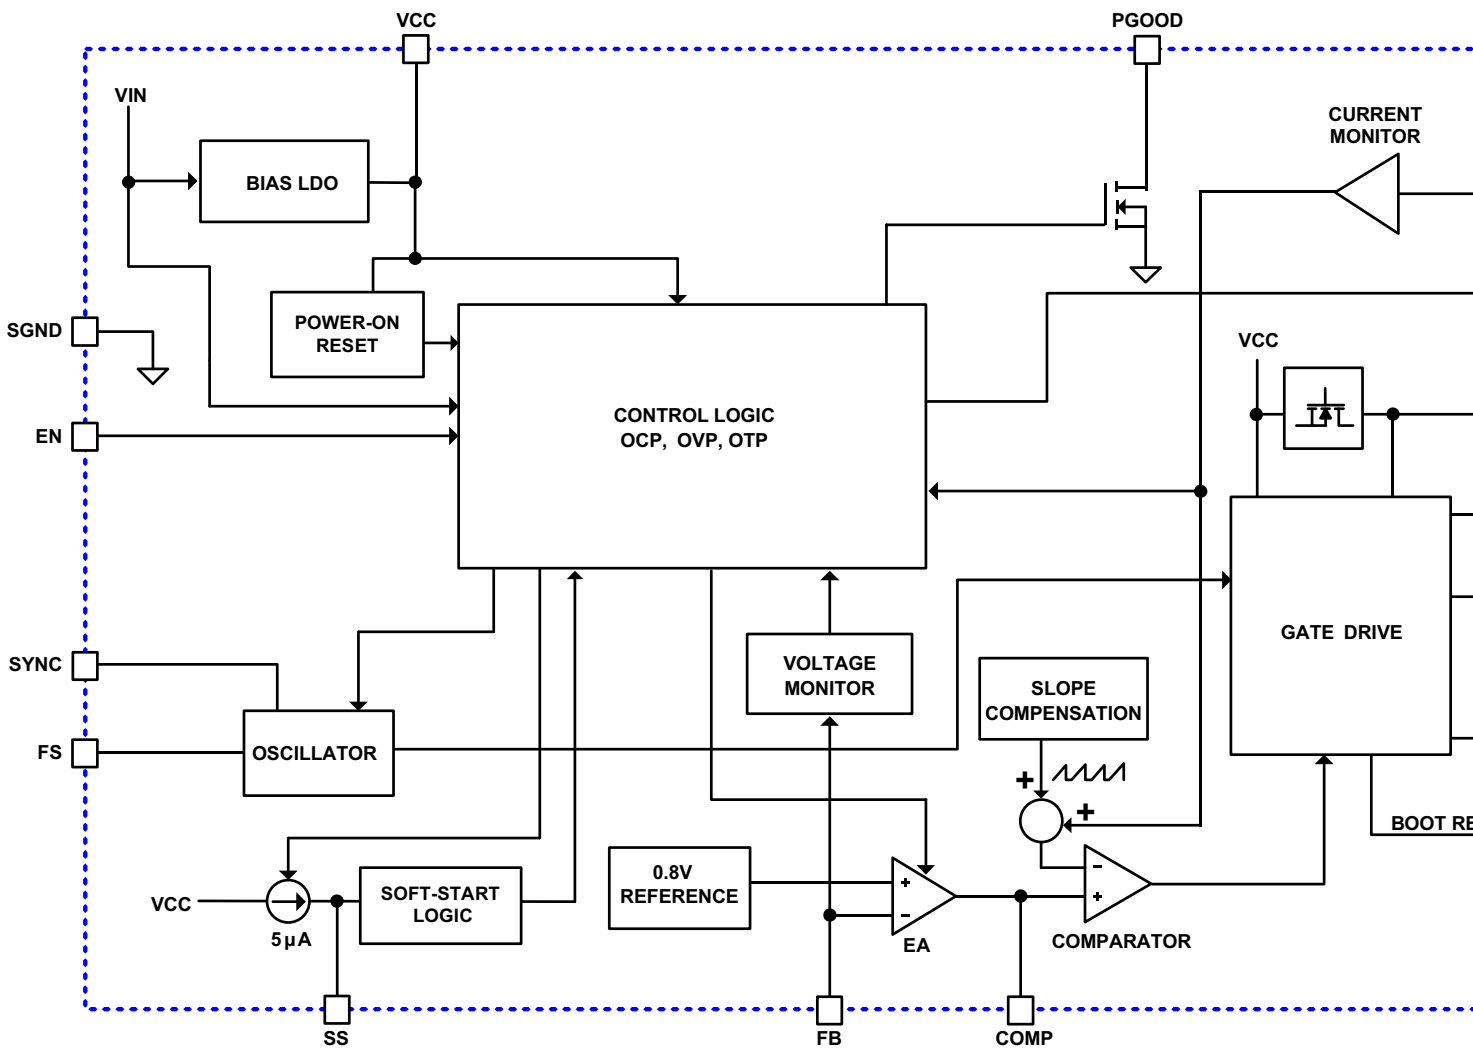 VCC
PGOOD
VIN
CURRENT
MONITOR
BIAS LDO
SGND
POWER-ON
RESET
VCC
CONTROL LOGIC
OCP, OVP, OTP
EN
GATE DRIVE
SYNC
VOLTAGE
MONITOR
SLOPE
COMPENSATION
FS
OSCILLATOR
+
+
BOOT RE
0.8V
REFERENCE
SOFT-START
LOGIC
VCC
5µA
+
–
EA
–
+
COMPARATOR
SS
FB
COMP